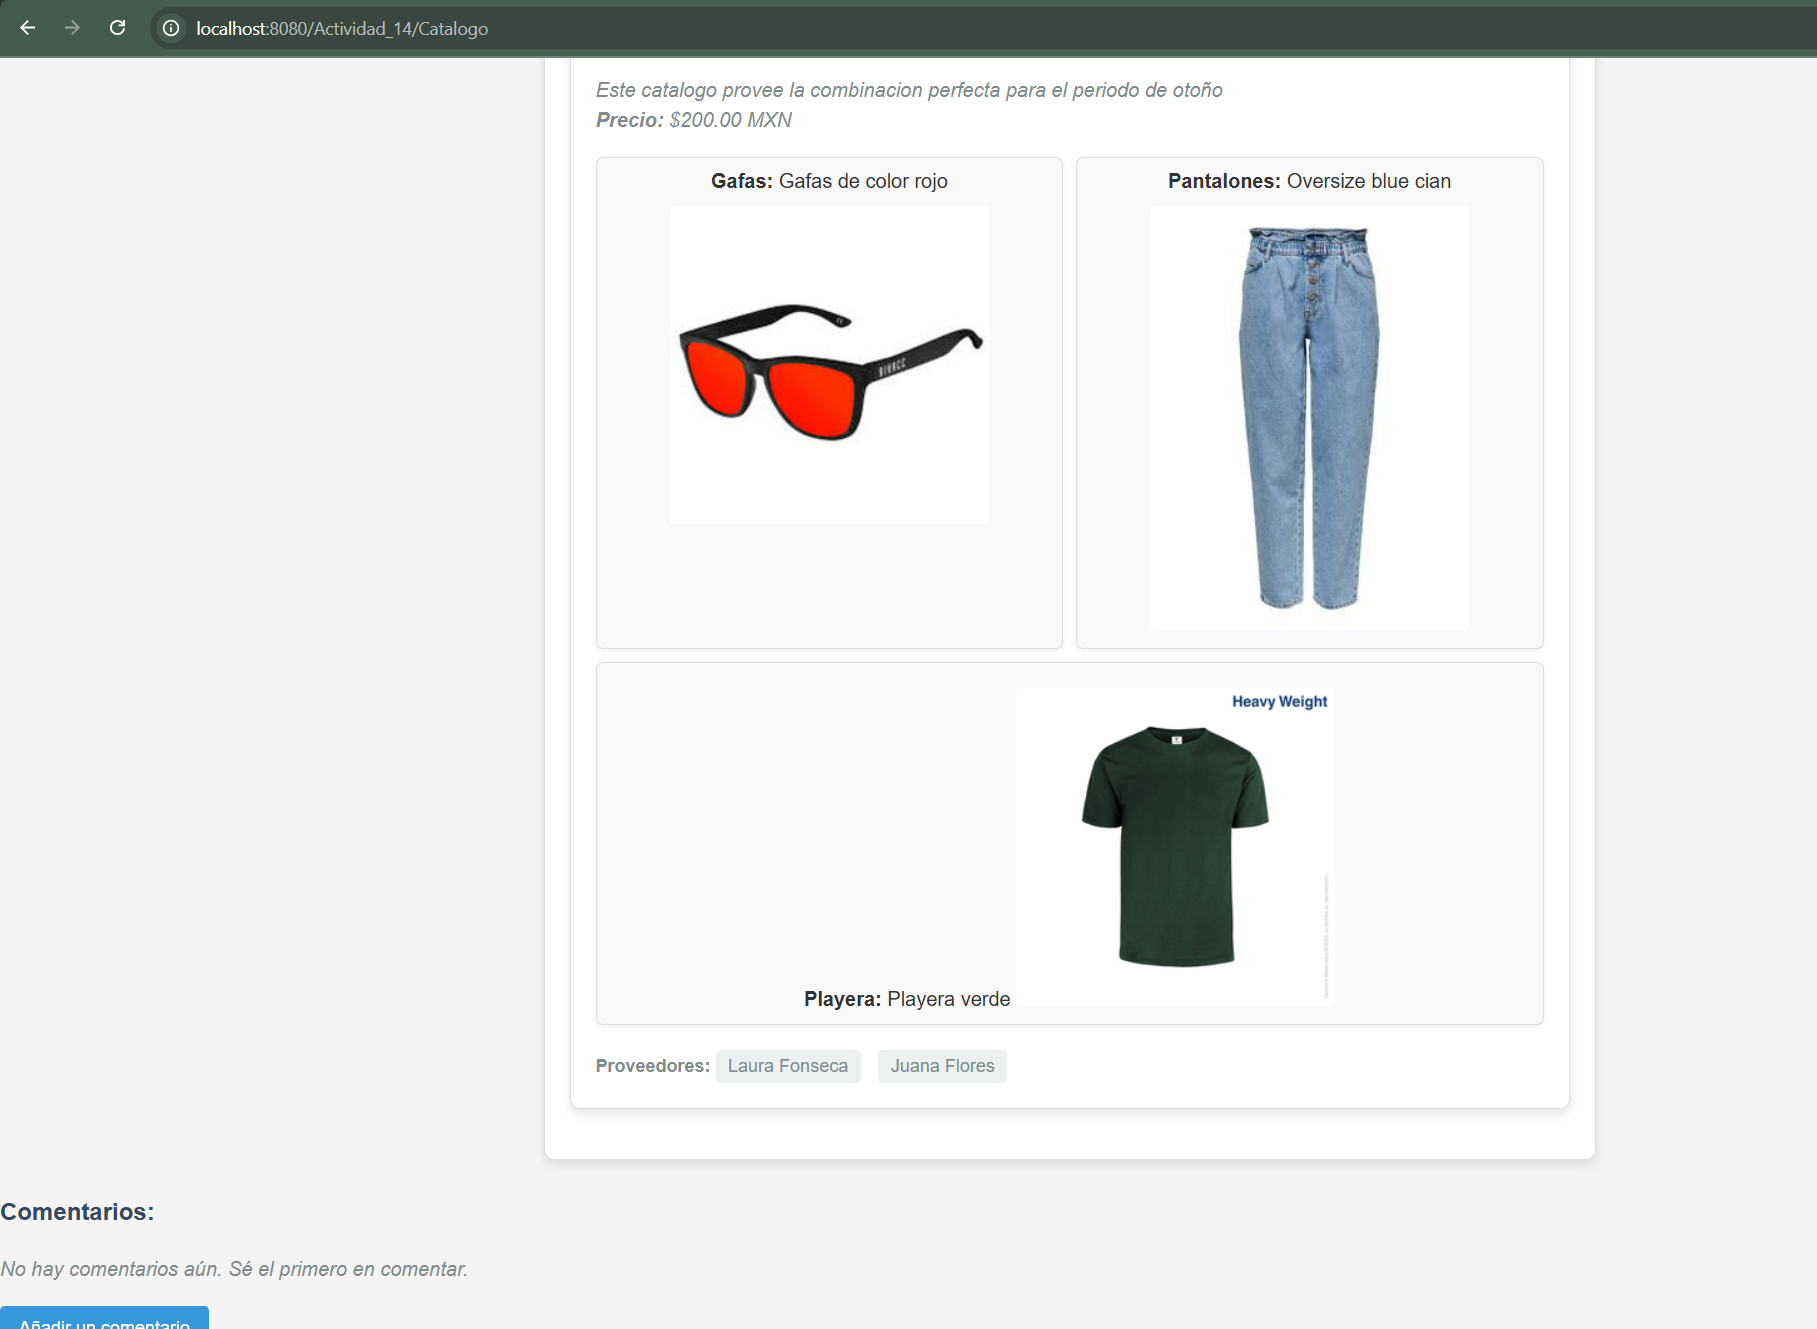 localhost:8080/Actividad_14/Catalogo
Este catalogo provee la combinacion perfecta para el periodo de otoño
Precio: $200.00 MXN
Gafas: Gafas de color rojo
Pantalones: Oversize blue cian
Heavy Weight
Playera: Playera verde
Proveedores: Laura Fonseca Juana Flores
Comentarios:
No hay comentarios aún. Sé el primero en comentar.
Añadir un comentario